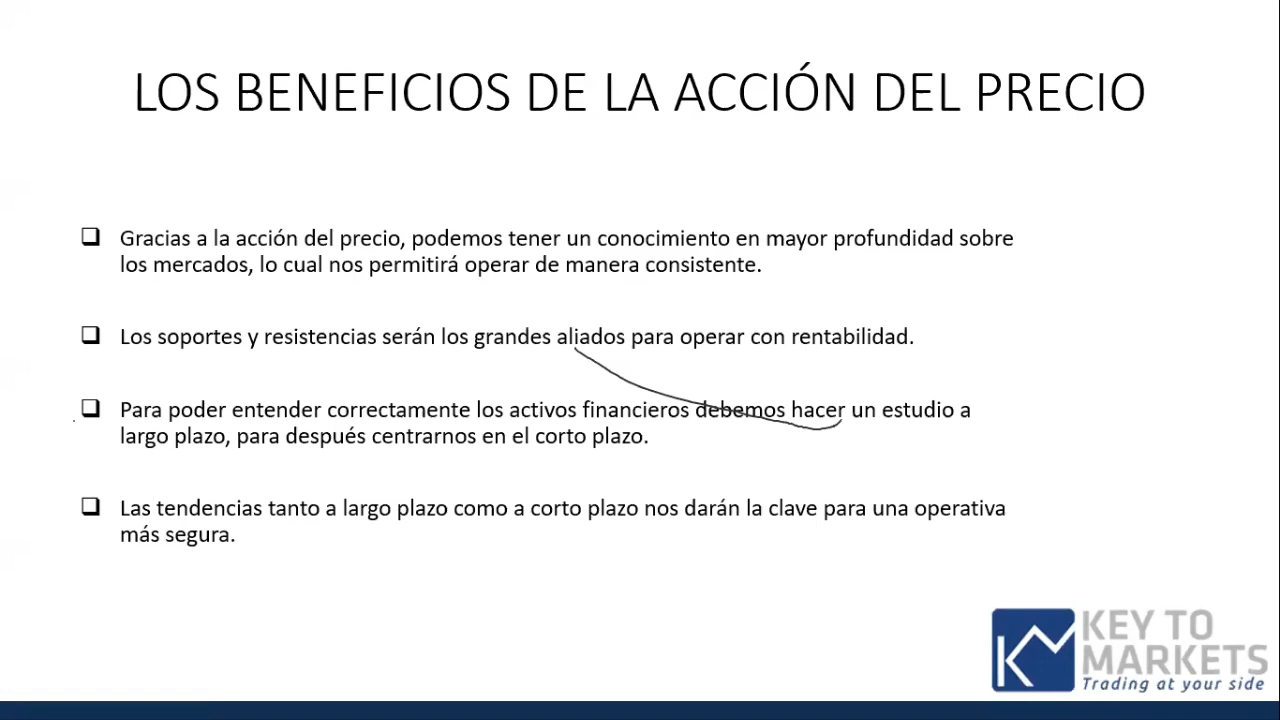 LOS BENEFICIOS DE LA ACCIÓN DEL PRECIO
Gracias a la acción del precio, podemos tener un conocimiento en mayor profundidad sobre
los mercados, lo cual nos permitirá operar de manera consistente.
Los soportes y resistencias serán los grandes aliados para operar con rentabilidad.
Para poder entender correctamente los activos financieros debemos hacer un estudio a
largo plazo, para después centrarnos en el corto plazo.
Las tendencias tanto a largo plazo como a corto plazo nos darán la clave para una operativa
más segura.
KEY TO
MARKETS
Trading at your side